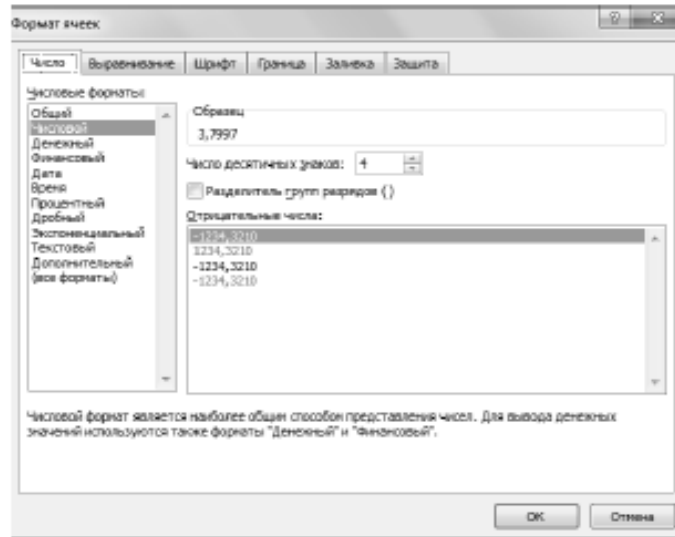 Формат ячеек
Число Выравнивание Шрифт Граница Заливка Защита
Числовые форматы:
Общий
Числовой
Денежный
Финансовый
Дата
Время
Процентный
Дробный
Экспоненциальный
Текстовый
Дополнительный
(все форматы)
Образец
3,7997
Число десятичных знаков: 4
Разделитель групп разрядов ()
Отрицательные числа:
-1234,3210
1234,3210
-1234,3210
-1234,3210
Числовой формат является наиболее общим способом представления чисел. Для вывода денежных
значений используются также форматы "Денежный" и "Финансовый".
OK Отмена